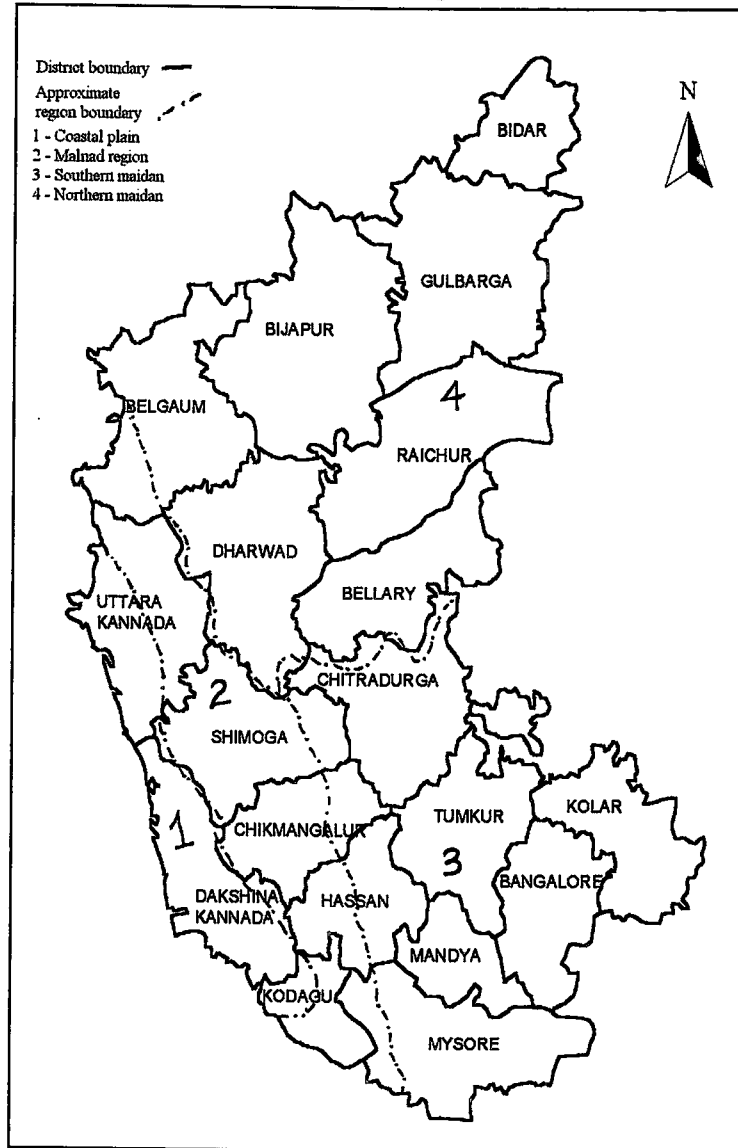 District boundary
Approximate
region boundary
1 - Coastal plain
2 - Malnad region
3 - Southern maidan
4 - Northern maidan
N
BIDAR
GULBARGA
BIJAPUR
BELGAUM
4
RAICHUR
DHARWAD
BELLARY
UTTARA
KANNADA
CHITRADURGA
2
SHIMOGA
KOLAR
TUMKUR
1
CHIKMANGALUR
3
BANGALORE
DAKSHINA
KANNADA
HASSAN
MANDYA
KODAGU
MYSORE